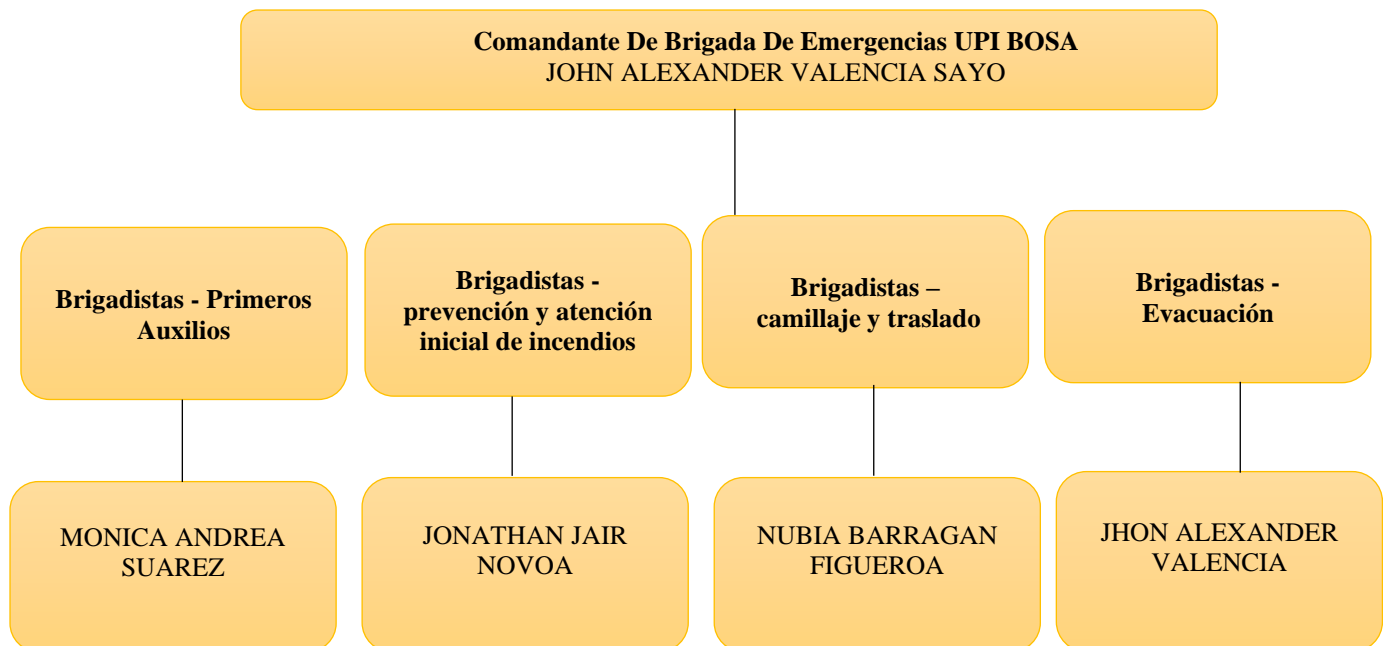 Comandante De Brigada De Emergencias UPI BOSA
JOHN ALEXANDER VALENCIA SAYO
Brigadistas - Primeros
Auxilios
Brigadistas -
prevención y atención
inicial de incendios
Brigadistas –
camillaje y traslado
Brigadistas -
Evacuación
MONICA ANDREA
SUAREZ
JONATHAN JAIR
NOVOA
NUBIA BARRAGAN
FIGUEROA
JHON ALEXANDER
VALENCIA